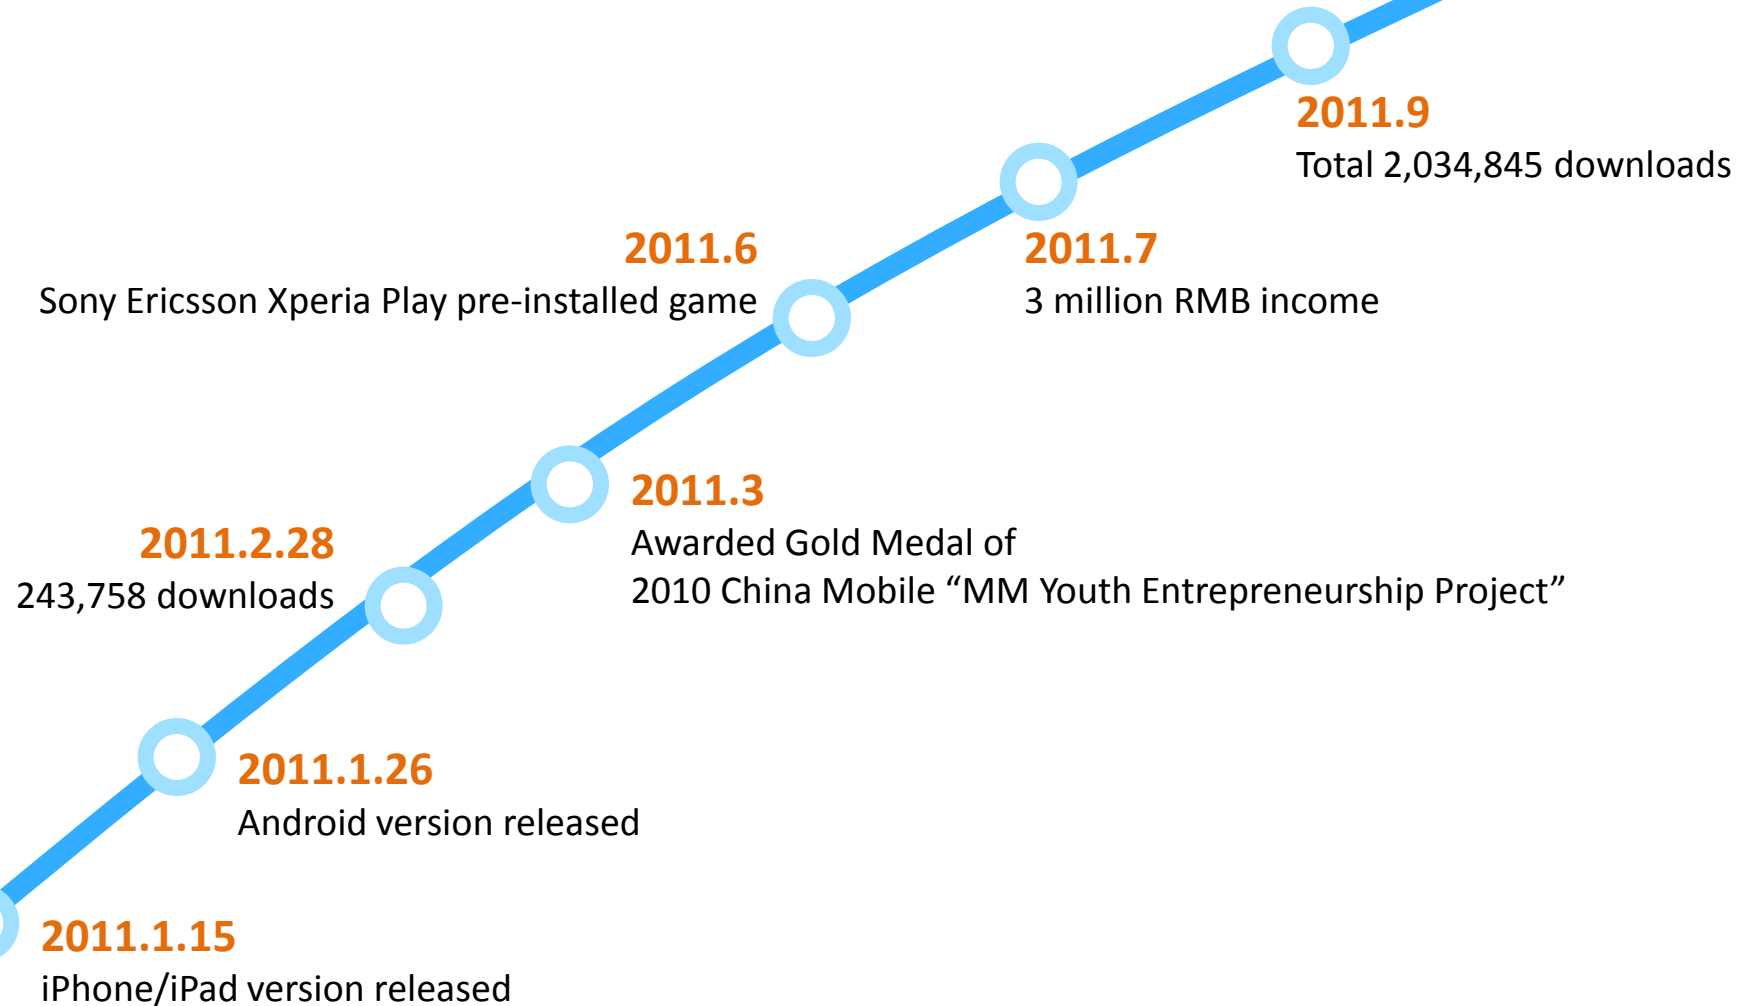 2011.9
Total 2,034,845 downloads
2011.6
Sony Ericsson Xperia Play pre-installed game
2011.7
3 million RMB income
2011.3
Awarded Gold Medal of
2010 China Mobile “MM Youth Entrepreneurship Project”
2011.2.28
243,758 downloads
2011.1.26
Android version released
2011.1.15
iPhone/iPad version released